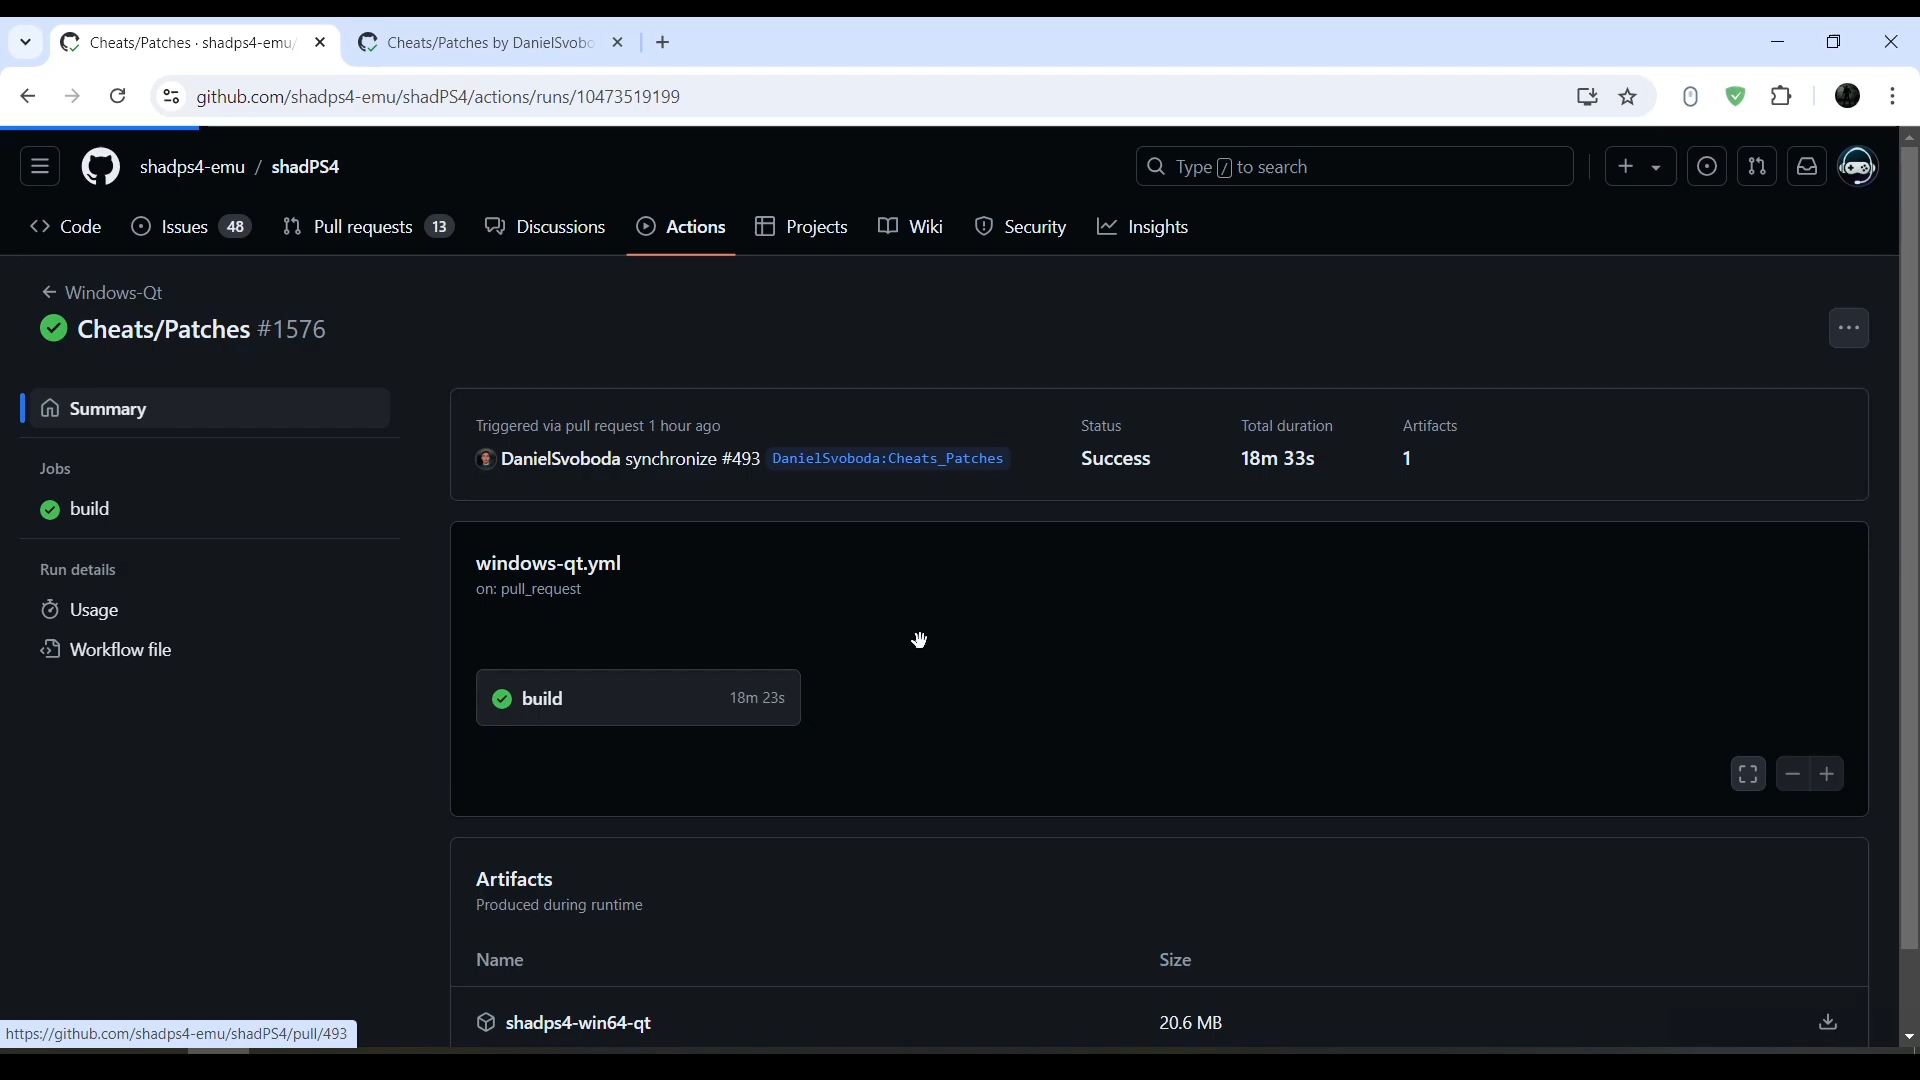 Cheats/Patches · shadps4-emu/
Cheats/Patches by DanielSvobo
github.com/shadps4-emu/shadPS4/actions/runs/10473519199
shadps4-emu / shadPS4
Type / to search
Code
Issues 48
Pull requests 13
Discussions
Actions
Projects
Wiki
Security
Insights
Windows-Qt
Cheats/Patches #1576
Summary
Jobs
build
Run details
Usage
Workflow file
Triggered via pull request 1 hour ago
DanielSvoboda synchronize #493 DanielSvoboda:Cheats_Patches
Status
Success
Total duration
18m 33s
Artifacts
1
windows-qt.yml
on: pull_request
build 18m 23s
Artifacts
Produced during runtime
Name Size
shadps4-win64-qt 20.6 MB
https://github.com/shadps4-emu/shadPS4/pull/493